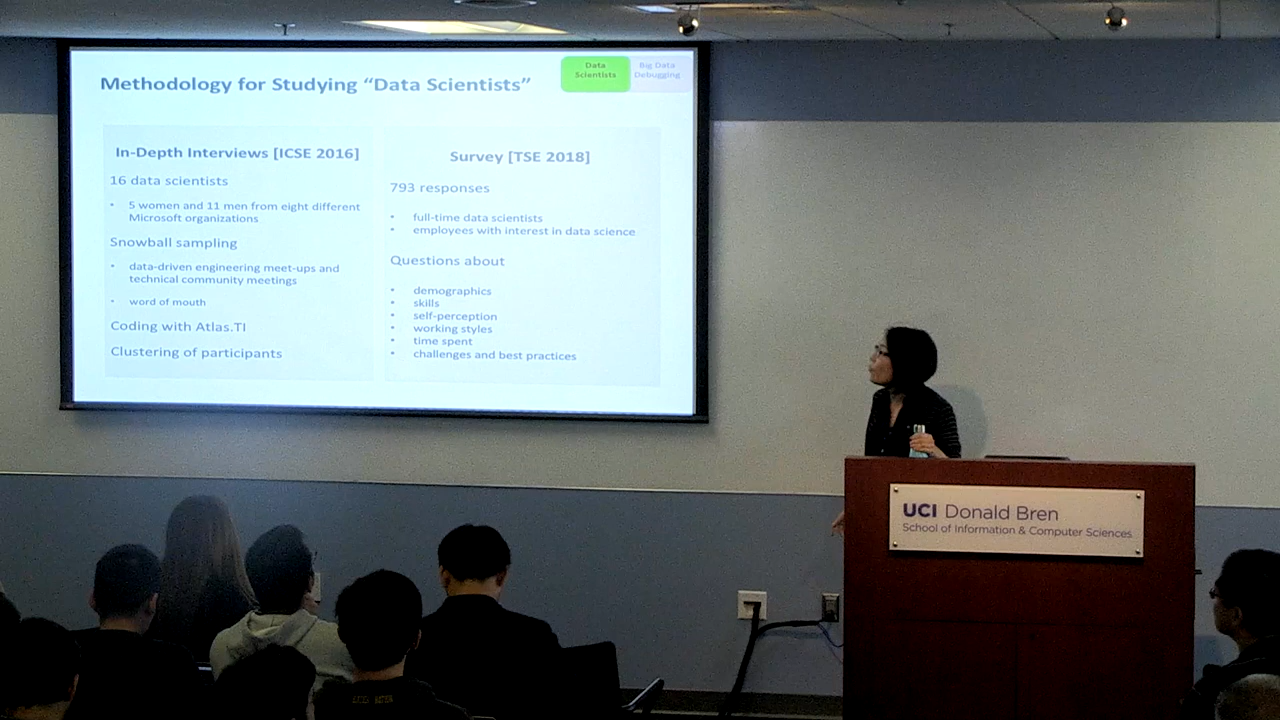 Methodology for Studying “Data Scientists”
Data
Scientists
Big Data
Debugging
In-Depth Interviews [ICSE 2016]
16 data scientists
• 5 women and 11 men from eight different
Microsoft organizations
Snowball sampling
• data-driven engineering meet-ups and
technical community meetings
• word of mouth
Coding with Atlas.TI
Clustering of participants
Survey [TSE 2018]
793 responses
• full-time data scientists
• employees with interest in data science
Questions about
• demographics
• skills
• self-perception
• working styles
• time spent
• challenges and best practices
UCI Donald Bren
School of Information & Computer Sciences